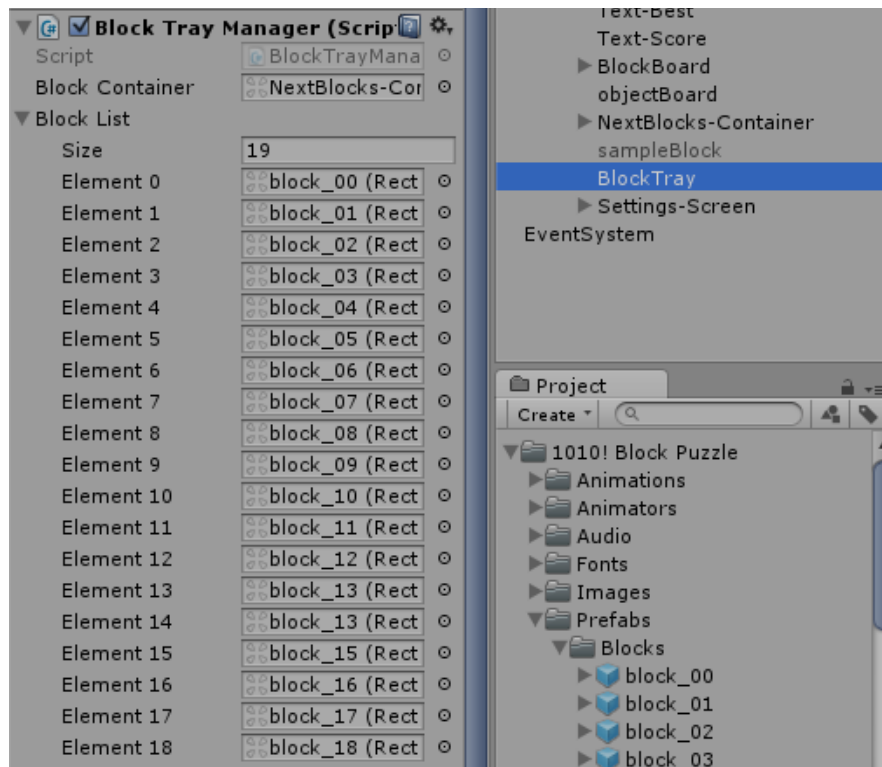 Block Tray Manager (Scrip
Script BlockTrayMana
Block Container NextBlocks-Cor
Block List
Size 19
Element 0 block_00 (Rect
Element 1 block_01 (Rect
Element 2 block_02 (Rect
Element 3 block_03 (Rect
Element 4 block_04 (Rect
Element 5 block_05 (Rect
Element 6 block_06 (Rect
Element 7 block_07 (Rect
Element 8 block_08 (Rect
Element 9 block_09 (Rect
Element 10 block_10 (Rect
Element 11 block_11 (Rect
Element 12 block_12 (Rect
Element 13 block_13 (Rect
Element 14 block_13 (Rect
Element 15 block_15 (Rect
Element 16 block_16 (Rect
Element 17 block_17 (Rect
Element 18 block_18 (Rect
Text-Best
Text-Score
BlockBoard
objectBoard
NextBlocks-Container
sampleBlock
BlockTray
Settings-Screen
EventSystem
Project
Create
1010! Block Puzzle
Animations
Animators
Audio
Fonts
Images
Prefabs
Blocks
block_00
block_01
block_02
block_03